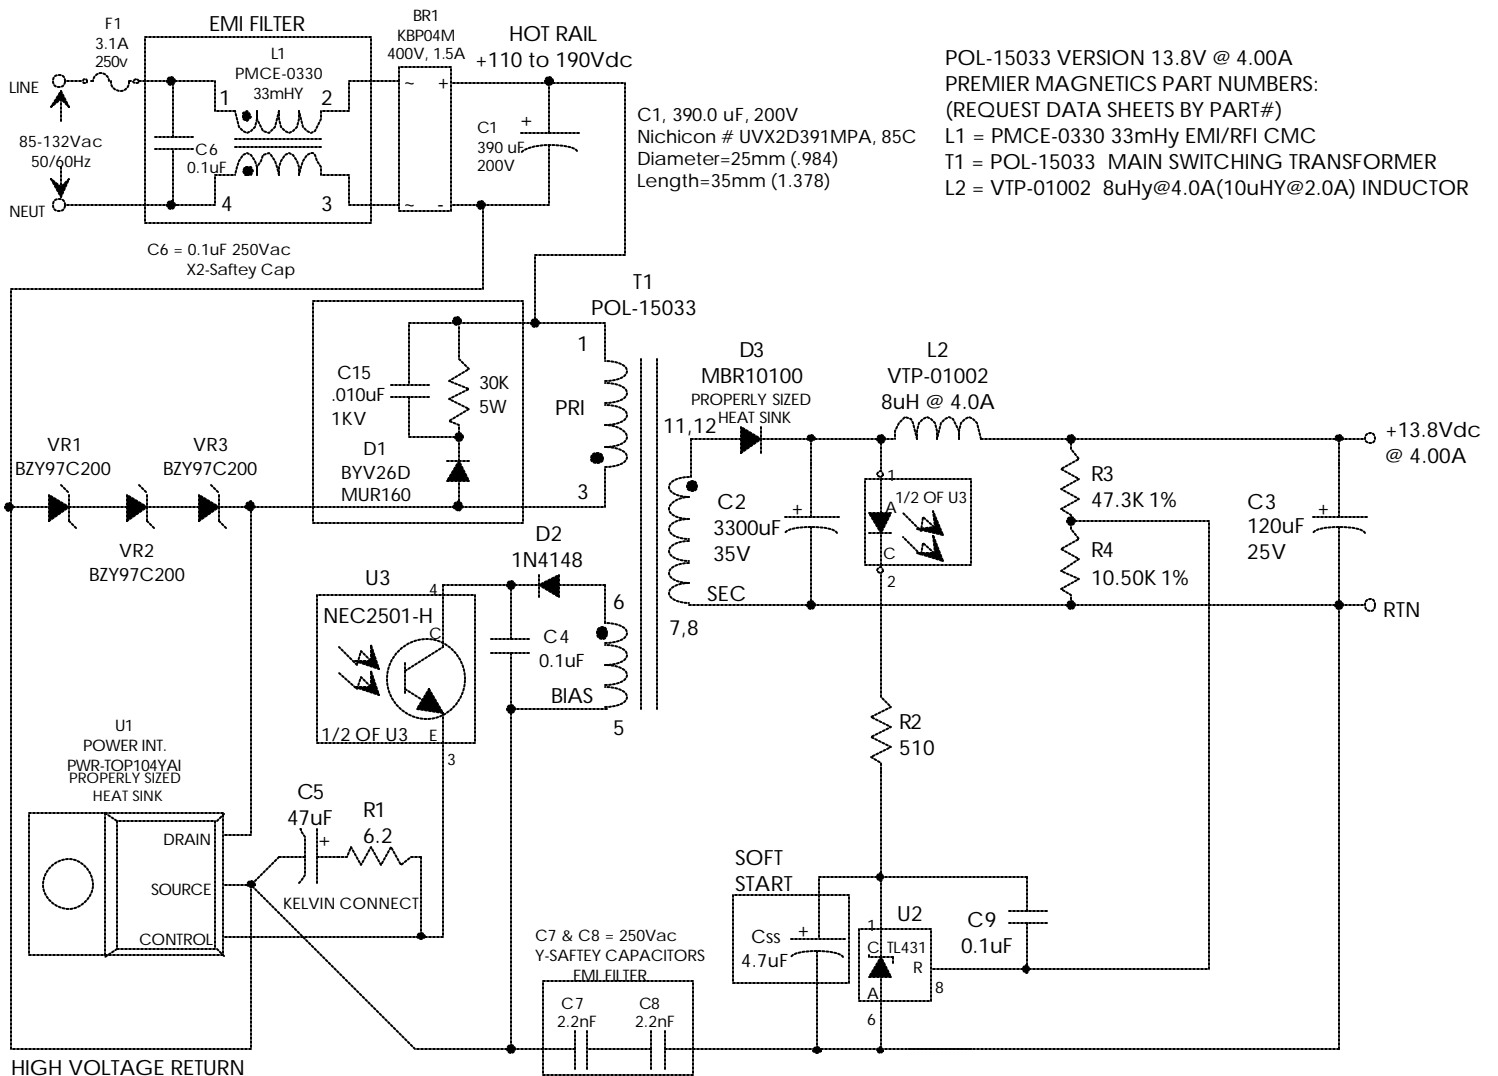 F1
3.1A
250v
EMI FILTER
L1
PMCE-0330
33mHY
1
2
4
3
LINE
85-132Vac
50/60Hz
NEUT
C6
0.1uF
C6 = 0.1uF 250Vac
X2-Saftey Cap
BR1
KBP04M
400V, 1.5A
~
+
~
-
HOT RAIL
+110 to 190Vdc
C1
390 uF
200V
+
C1, 390.0 uF, 200V
Nichicon # UVX2D391MPA, 85C
Diameter=25mm (.984)
Length=35mm (1.378)
POL-15033 VERSION 13.8V @ 4.00A
PREMIER MAGNETICS PART NUMBERS:
(REQUEST DATA SHEETS BY PART#)
L1 = PMCE-0330 33mHy EMI/RFI CMC
T1 = POL-15033 MAIN SWITCHING TRANSFORMER
L2 = VTP-01002 8uHy@4.0A(10uHY@2.0A) INDUCTOR
T1
POL-15033
1
PRI
3
C15
.010uF
1KV
30K
5W
D1
BYV26D
MUR160
VR1
BZY97C200
VR3
BZY97C200
VR2
BZY97C200
D3
MBR10100
PROPERLY SIZED
HEAT SINK
11,12
L2
VTP-01002
8uH @ 4.0A
+13.8Vdc
@ 4.00A
C2
3300uF
35V
+
1
1/2 OF U3
A
C
2
R3
47.3K 1%
R4
10.50K 1%
C3
120uF
25V
+
RTN
SEC
7,8
D2
1N4148
6
BIAS
5
C4
0.1uF
U3
4
NEC2501-H
C
1/2 OF U3
E
3
R2
510
U1
POWER INT.
PWR-TOP104YAI
PROPERLY SIZED
HEAT SINK
DRAIN
SOURCE
CONTROL
C5
47uF
+
R1
6.2
KELVIN CONNECT
SOFT
START
Css
4.7uF
+
U2
1
C
TL431
R
8
A
6
C9
0.1uF
C7 & C8 = 250Vac
Y-SAFTEY CAPACITORS
EMI FILTER
C7
2.2nF
C8
2.2nF
HIGH VOLTAGE RETURN